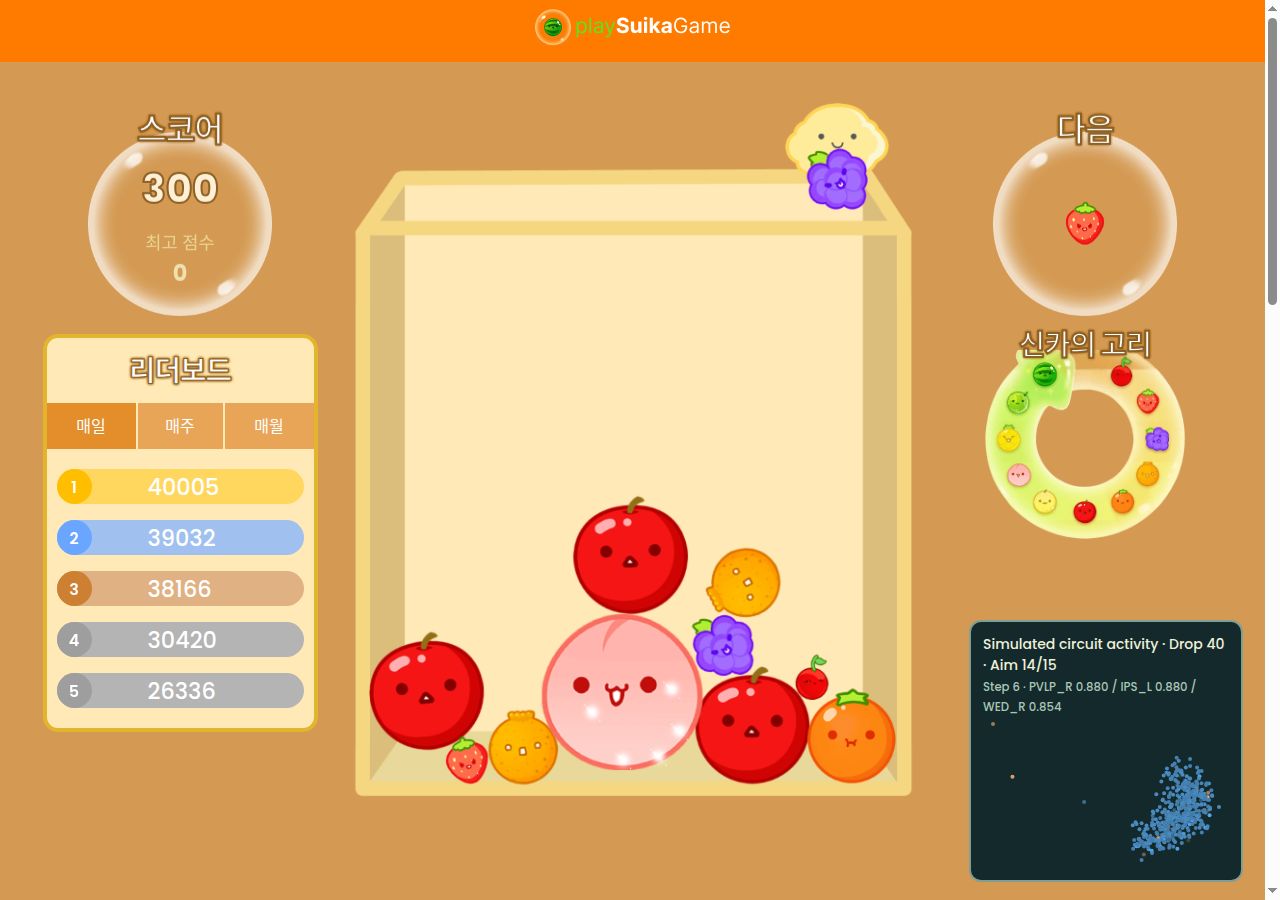 playSuikaGame
스코어
300
최고 점수
0
다음
신카의 고리
리더보드
매일 매주 매월
1 40005
2 39032
3 38166
4 30420
5 26336
Simulated circuit activity · Drop 40
· Aim 14/15
Step 6 · PVLP_R 0.880 / IPS_L 0.880 /
WED_R 0.854